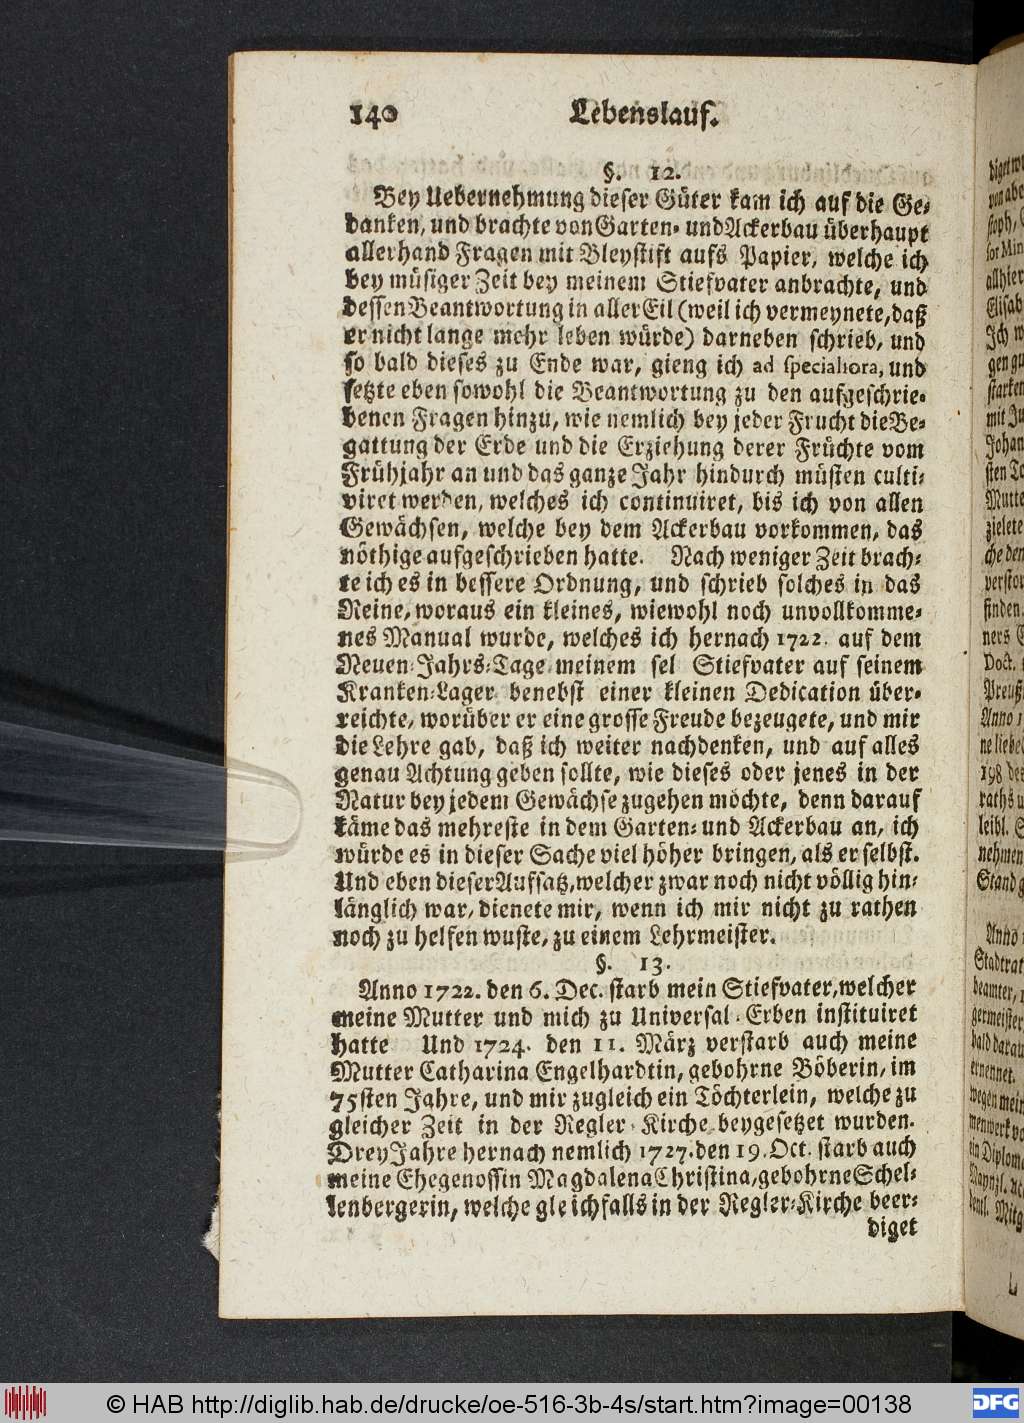 140 Lebenslauf.
§. 12.
Bey Uebernehmung dieser Güter kam ich auf die Ge-
danken, und brachte von Garten- und Ackerbau überhaupt
allerhand Fragen mit Bleystift aufs Papier, welche ich
bey müsiger Zeit bey meinem Stiefvater anbrachte, und
dessen Beantwortung in aller Eil (weil ich vermeynete, daß
er nicht lange mehr leben würde) darneben schrieb, und
so bald dieses zu Ende war, gieng ich ad specialiora, und
setzte eben sowohl die Beantwortung zu den aufgeschrie-
benen Fragen hinzu, wie nemlich bey jeder Frucht die Be-
gattung der Erde und die Erziehung derer Früchte vom
Frühjahr an und das ganze Jahr hindurch müsten culti-
viret werden, welches ich continuiret, bis ich von allen
Gewächsen, welche bey dem Ackerbau vorkommen, das
nöthige aufgeschrieben hatte. Nach weniger Zeit brach-
te ich es in bessere Ordnung, und schrieb solches in das
Reine, woraus ein kleines, wiewohl noch unvollkomme-
nes Manual wurde, welches ich hernach 1722. auf dem
Neuen-Jahrs-Tage meinem sel Stiefvater auf seinem
Kranken-Lager benebst einer kleinen Dedication über-
reichte, worüber er eine grosse Freude bezeugete, und mir
die Lehre gab, daß ich weiter nachdenken, und auf alles
genau Achtung geben sollte, wie dieses oder jenes in der
Natur bey jedem Gewächse zugehen möchte, denn darauf
käme das mehreste in dem Garten- und Ackerbau an, ich
würde es in dieser Sache viel höher bringen, als er selbst.
Und eben dieser Aufsatz, welcher zwar noch nicht völlig hin-
länglich war, dienete mir, wenn ich mir nicht zu rathen
noch zu helfen wuste, zu einem Lehrmeister.
§. 13.
Anno 1722. den 6. Dec. starb mein Stiefvater, welcher
meine Mutter und mich zu Universal-Erben instituiret
hatte Und 1724. den 11. März verstarb auch meine
Mutter Catharina Engelhardtin, gebohrne Böberin, im
75sten Jahre, und mir zugleich ein Töchterlein, welche zu
gleicher Zeit in der Regler-Kirche beygesetzet wurden.
Drey Jahre hernach nemlich 1727. den 19. Oct. starb auch
meine Ehegenossin Magdalena Christina, gebohrne Schel-
lenbergerin, welche gleichfalls in der Regler-Kirche beer-
diget
© HAB http://diglib.hab.de/drucke/oe-516-3b-4s/start.htm?image=00138
DFG